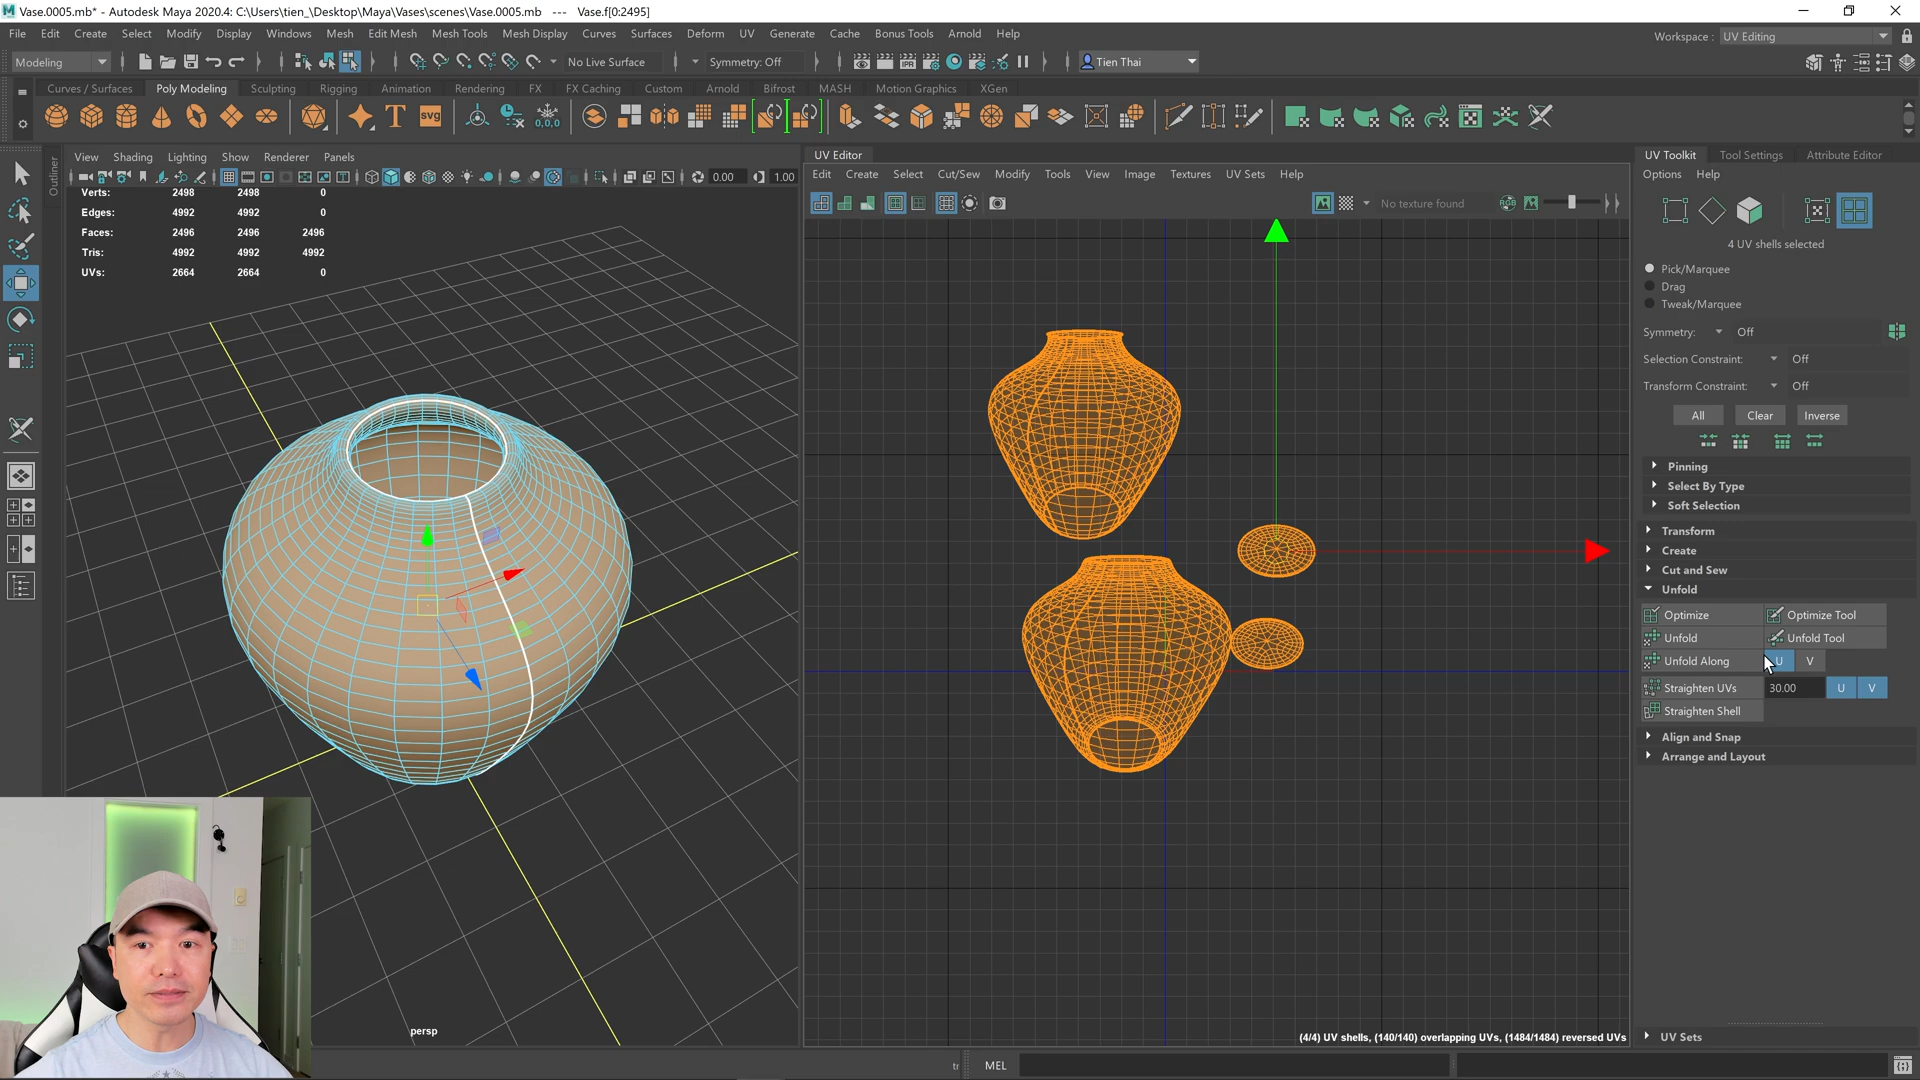 Vase.0005.mb* - Autodesk Maya 2020.4: C:\Users\tien_\Desktop\Maya\Vases\scenes\Vase.0005.mb --- Vase.f[0:2495]
File Edit Create Select Modify Display Windows Mesh Edit Mesh Mesh Tools Mesh Display Curves Surfaces Deform UV Generate Cache Bonus Tools Arnold Help
Workspace : UV Editing
Modeling No Live Surface Symmetry: Off Tien Thai
Curves / Surfaces Poly Modeling Sculpting Rigging Animation Rendering FX FX Caching Custom Arnold Bifrost MASH Motion Graphics XGen
T SVG 0,0,0
View Shading Lighting Show Renderer Panels
0.00 1.00
Outliner
Verts: 2498 2498 0
Edges: 4992 4992 0
Faces: 2496 2496 2496
Tris: 4992 4992 4992
UVs: 2664 2664 0
persp
UV Editor
Edit Create Select Cut/Sew Modify Tools View Image Textures UV Sets Help
No texture found RGB
(4/4) UV shells, (140/140) overlapping UVs, (1484/1484) reversed UVs
UV Toolkit Tool Settings Attribute Editor
Options Help
4 UV shells selected
Pick/Marquee
Drag
Tweak/Marquee
Symmetry: Off
Selection Constraint: Off
Transform Constraint: Off
All Clear Inverse
Pinning
Select By Type
Soft Selection
Transform
Create
Cut and Sew
Unfold
Optimize Optimize Tool
Unfold Unfold Tool
Unfold Along U V
Straighten UVs 30.00 U V
Straighten Shell
Align and Snap
Arrange and Layout
UV Sets
MEL